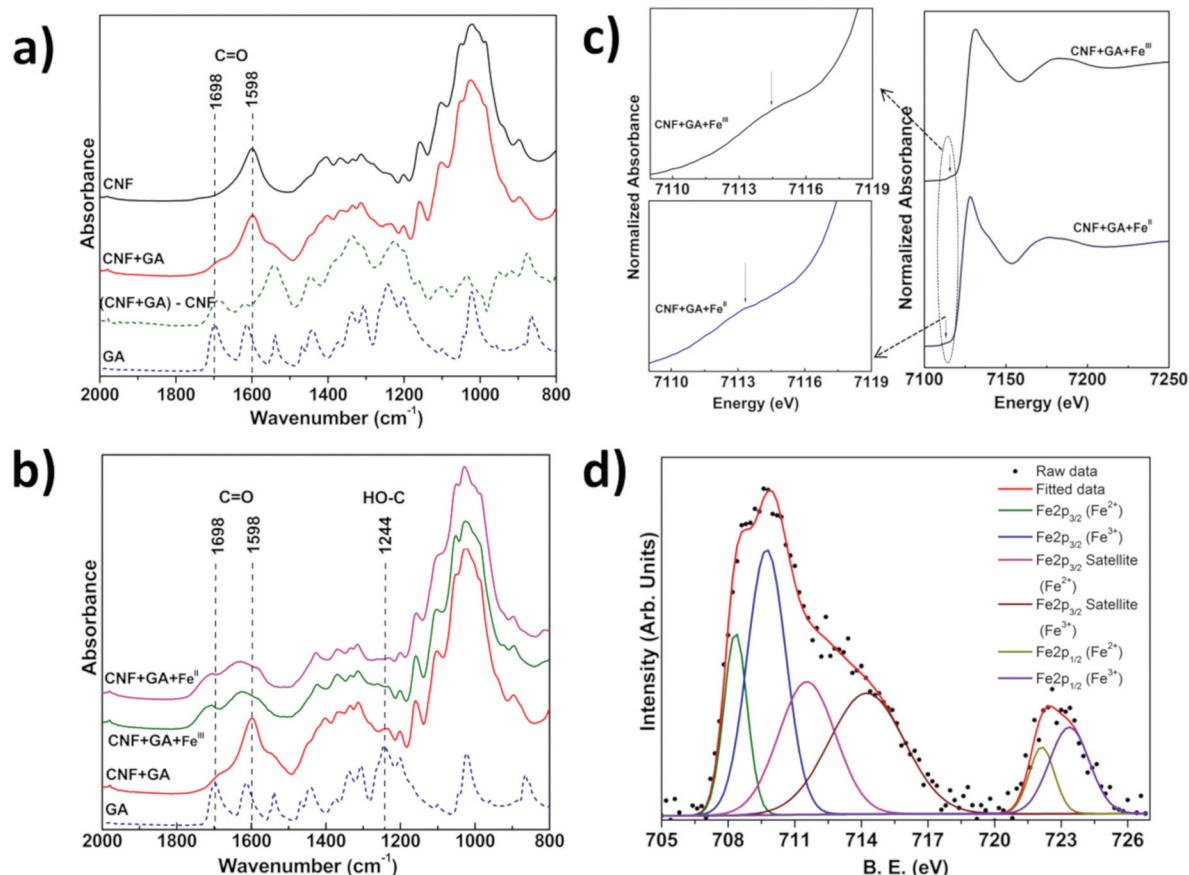 a)
C=O
1698
1598
CNF
CNF+GA
(CNF+GA) - CNF
GA
Absorbance
2000 1800 1600 1400 1200 1000 800
Wavenumber (cm⁻¹)
b)
C=O
HO-C
1698
1598
1244
CNF+GA+Feᴵᴵ
CNF+GA+Feᴵᴵᴵ
CNF+GA
GA
Absorbance
2000 1800 1600 1400 1200 1000 800
Wavenumber (cm⁻¹)
c)
Normalized Absorbance
CNF+GA+Feᴵᴵᴵ
7110 7113 7116 7119
CNF+GA+Feᴵᴵ
7110 7113 7116 7119
Energy (eV)
Normalized Absorbance
CNF+GA+Feᴵᴵᴵ
CNF+GA+Feᴵᴵ
7100 7150 7200 7250
Energy (eV)
d)
Raw data
Fitted data
Fe2p₃/₂ (Fe²⁺)
Fe2p₃/₂ (Fe³⁺)
Fe2p₃/₂ Satellite
(Fe²⁺)
Fe2p₃/₂ Satellite
(Fe³⁺)
Fe2p₁/₂ (Fe²⁺)
Fe2p₁/₂ (Fe³⁺)
Intensity (Arb. Units)
705 708 711 714 717 720 723 726
B. E. (eV)